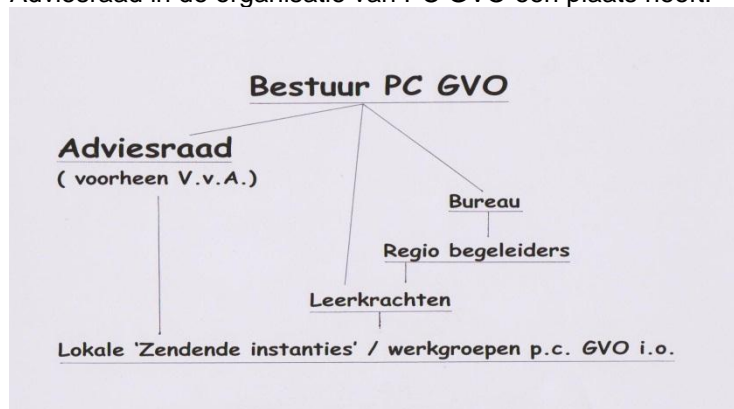 Adviesraad in de organisatie van PC GVO een plaats heeft.
Bestuur PC GVO
Adviesraad
( voorheen V.v.A.)
Bureau
Regio begeleiders
Leerkrachten
Lokale ‘Zendende instanties’ / werkgroepen p.c. GVO i.o.